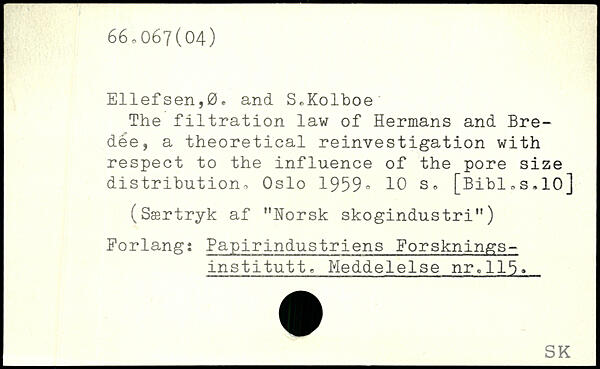 66.067(04)
Ellefsen,Ø. and S.Kolboe
The filtration law of Hermans and Bre-
dée, a theoretical reinvestigation with
respect to the influence of the pore size
distribution. Oslo 1959. 10 s. [Bibl.s.10]
(Særtryk af "Norsk skogindustri")
Forlang: Papirindustriens Forsknings-
institutt. Meddelelse nr.115.
SK